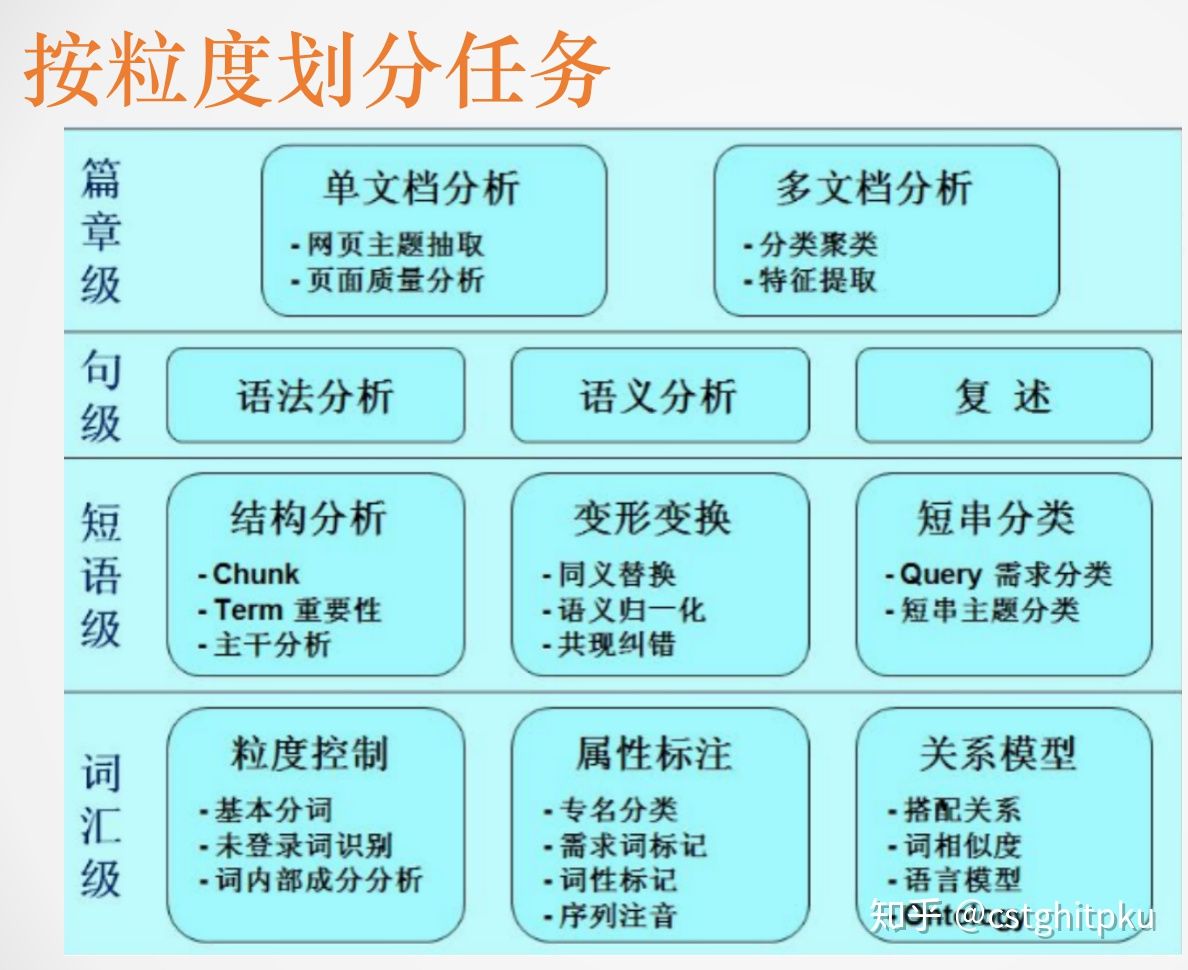 按粒度划分任务
篇章级
单文档分析
- 网页主题抽取
- 页面质量分析
多文档分析
- 分类聚类
- 特征提取
句级
语法分析
语义分析
复 述
短语级
结构分析
- Chunk
- Term 重要性
- 主干分析
变形变换
- 同义替换
- 语义归一化
- 共现纠错
短串分类
- Query 需求分类
- 短串主题分类
词汇级
粒度控制
- 基本分词
- 未登录词识别
- 词内部成分分析
属性标注
- 专名分类
- 需求词标记
- 词性标记
- 序列注音
关系模型
- 搭配关系
- 词相似度
- 语言模型
- Ontology
知乎 @cstghitpku